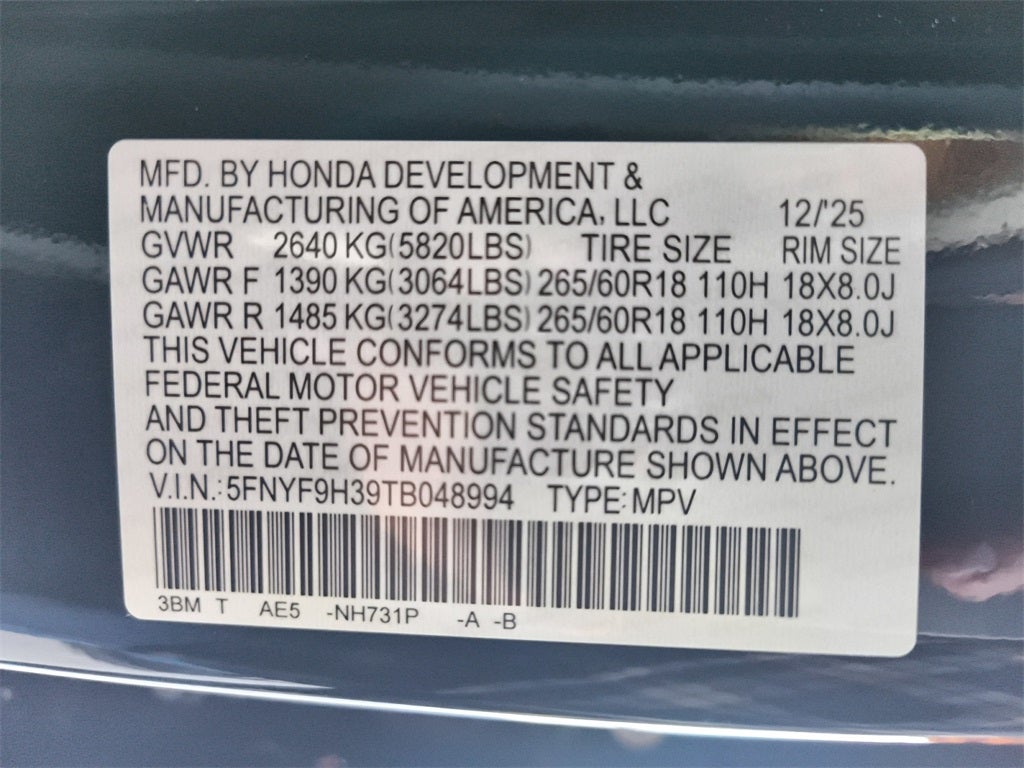 MFD. BY HONDA DEVELOPMENT &
MANUFACTURING OF AMERICA, LLC 12/'25
GVWR 2640 KG(5820LBS) TIRE SIZE RIM SIZE
GAWR F 1390 KG(3064LBS) 265/60R18 110H 18X8.0J
GAWR R 1485 KG(3274LBS) 265/60R18 110H 18X8.0J
THIS VEHICLE CONFORMS TO ALL APPLICABLE
FEDERAL MOTOR VEHICLE SAFETY
AND THEFT PREVENTION STANDARDS IN EFFECT
ON THE DATE OF MANUFACTURE SHOWN ABOVE.
V.I.N.: 5FNYF9H39TB048994 TYPE: MPV
3BM T AE5 -NH731P -A -B